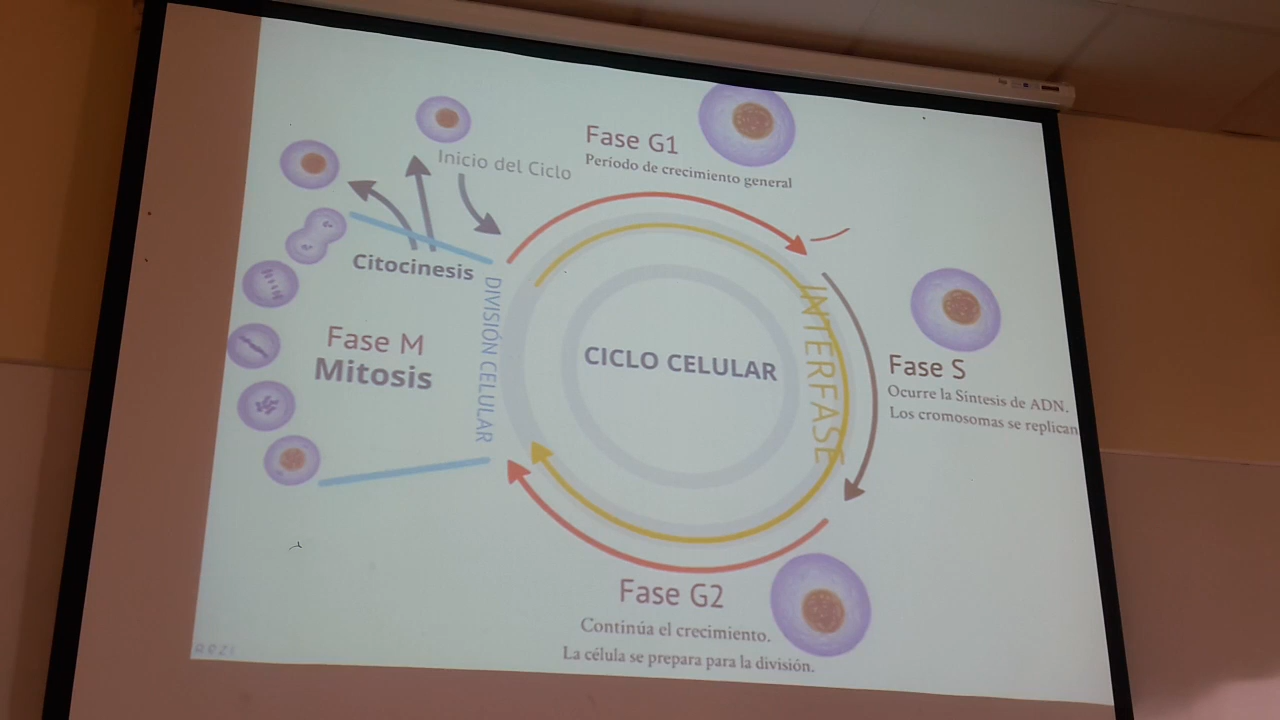 Inicio del Ciclo
Fase G1
Período de crecimiento general
Citocinesis
DIVISIÓN CELULAR
Fase M
Mitosis
CICLO CELULAR
INTERFASE
Fase S
Ocurre la Síntesis de ADN.
Los cromosomas se replican
Fase G2
Continúa el crecimiento.
La célula se prepara para la división.